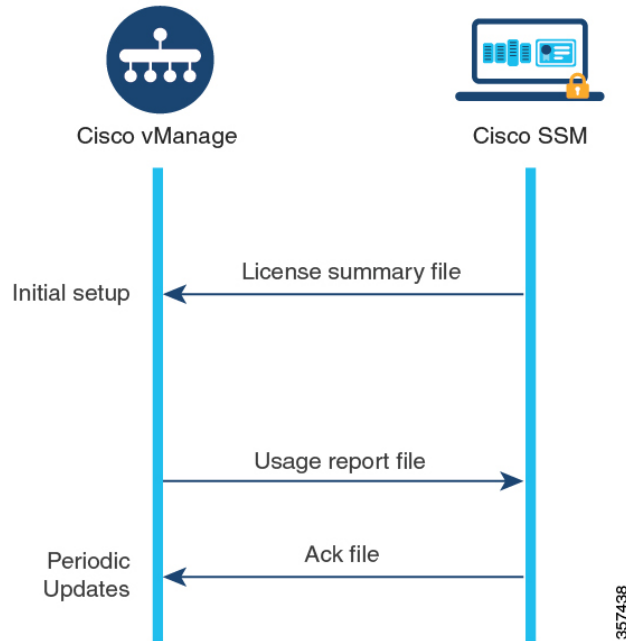 Cisco vManage
Cisco SSM
License summary file
Initial setup
Usage report file
Ack file
Periodic
Updates
357438